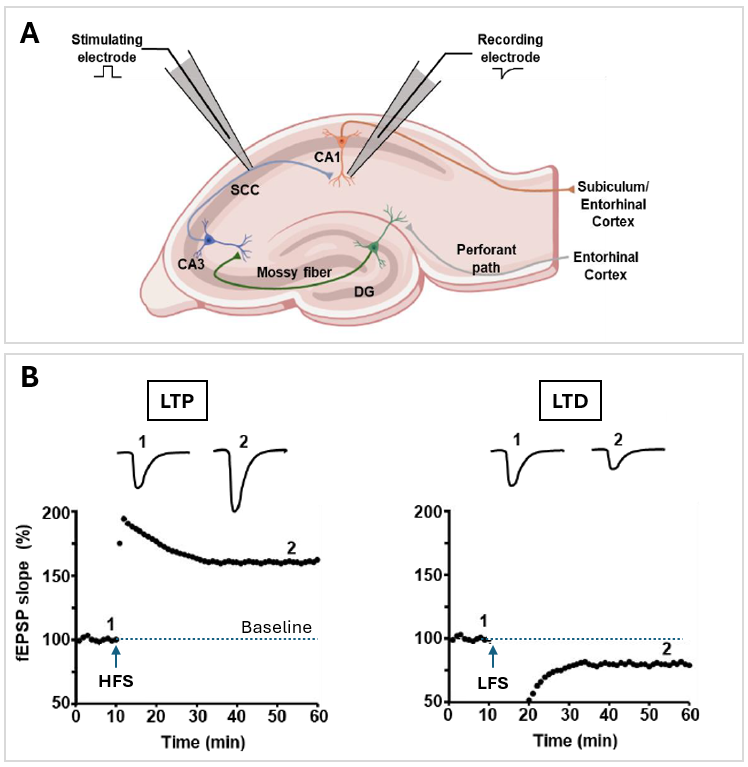 A
Stimulating
electrode
Recording
electrode
CA1
SCC
Subiculum/
Entorhinal
Cortex
CA3
Mossy fiber
Perforant
path
Entorhinal
Cortex
DG
B
LTP
1
2
fEPSP slope (%)
200
150
100
50
1
2
Baseline
HFS
0
10
20
30
40
50
60
Time (min)
LTD
1
2
200
150
100
50
1
2
LFS
0
10
20
30
40
50
60
Time (min)